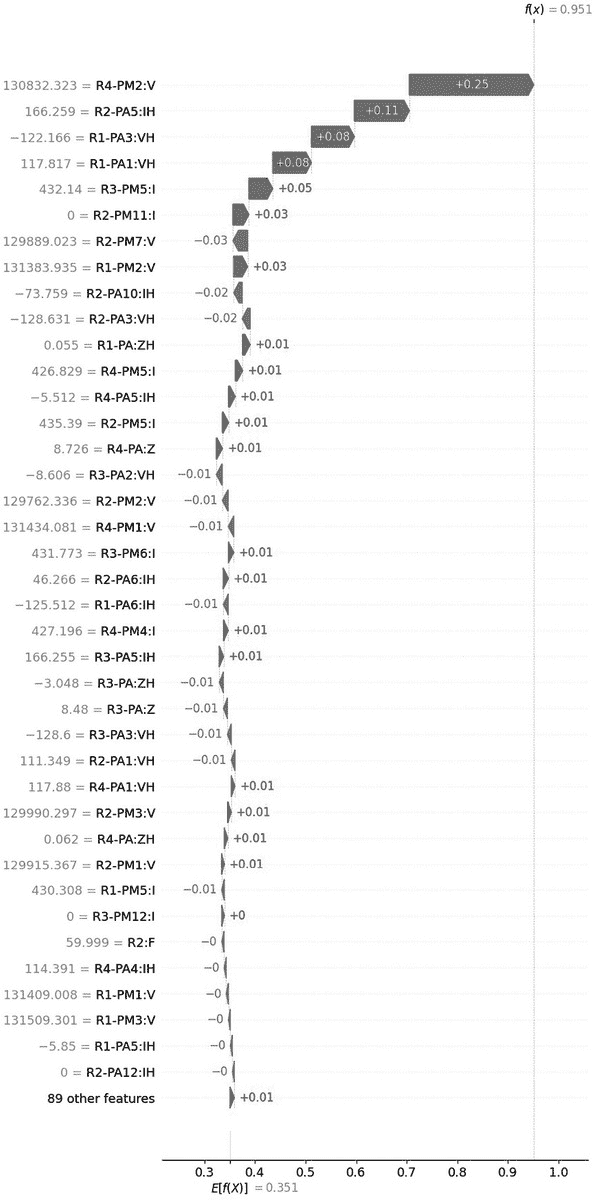 f(x) = 0.951
130832.323 = R4-PM2:V +0.25
166.259 = R2-PA5:IH +0.11
−122.166 = R1-PA3:VH +0.08
117.817 = R1-PA1:VH +0.08
432.14 = R3-PM5:I +0.05
0 = R2-PM11:I +0.03
129889.023 = R2-PM7:V −0.03
131383.935 = R1-PM2:V +0.03
−73.759 = R2-PA10:IH −0.02
−128.631 = R2-PA3:VH −0.02
0.055 = R1-PA:ZH +0.01
426.829 = R4-PM5:I +0.01
−5.512 = R4-PA5:IH +0.01
435.39 = R2-PM5:I +0.01
8.726 = R4-PA:Z +0.01
−8.606 = R3-PA2:VH −0.01
129762.336 = R2-PM2:V −0.01
131434.081 = R4-PM1:V −0.01
431.773 = R3-PM6:I +0.01
46.266 = R2-PA6:IH +0.01
−125.512 = R1-PA6:IH −0.01
427.196 = R4-PM4:I +0.01
166.255 = R3-PA5:IH +0.01
−3.048 = R3-PA:ZH −0.01
8.48 = R3-PA:Z −0.01
−128.6 = R3-PA3:VH −0.01
111.349 = R2-PA1:VH −0.01
117.88 = R4-PA1:VH +0.01
129990.297 = R2-PM3:V +0.01
0.062 = R4-PA:ZH +0.01
129915.367 = R2-PM1:V +0.01
430.308 = R1-PM5:I −0.01
0 = R3-PM12:I +0
59.999 = R2:F −0
114.391 = R4-PA4:IH −0
131409.008 = R1-PM1:V −0
131509.301 = R1-PM3:V −0
−5.85 = R1-PA5:IH −0
0 = R2-PA12:IH −0
89 other features +0.01
0.3 0.4 0.5 0.6 0.7 0.8 0.9 1.0
E[f(X)] = 0.351